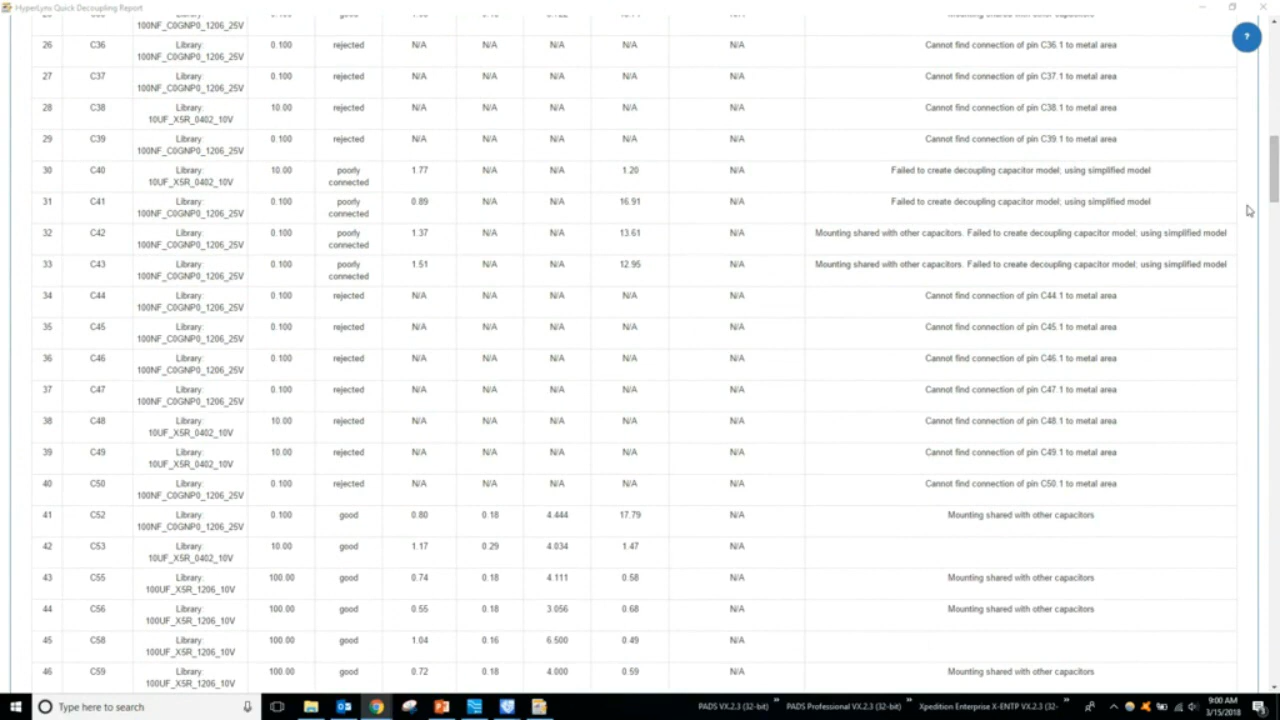 HyperLynx Quick Decoupling Report
100NF_C0GNP0_1206_25V
26 C36 Library: 0.100 rejected N/A N/A N/A N/A N/A Cannot find connection of pin C36.1 to metal area
100NF_C0GNP0_1206_25V
27 C37 Library: 0.100 rejected N/A N/A N/A N/A N/A Cannot find connection of pin C37.1 to metal area
100NF_C0GNP0_1206_25V
28 C38 Library: 10.00 rejected N/A N/A N/A N/A N/A Cannot find connection of pin C38.1 to metal area
10UF_X5R_0402_10V
29 C39 Library: 0.100 rejected N/A N/A N/A N/A N/A Cannot find connection of pin C39.1 to metal area
100NF_C0GNP0_1206_25V
30 C40 Library: 10.00 poorly 1.77 N/A N/A 1.20 N/A Failed to create decoupling capacitor model; using simplified model
10UF_X5R_0402_10V connected
31 C41 Library: 0.100 poorly 0.89 N/A N/A 16.91 N/A Failed to create decoupling capacitor model; using simplified model
100NF_C0GNP0_1206_25V connected
32 C42 Library: 0.100 poorly 1.37 N/A N/A 13.61 N/A Mounting shared with other capacitors. Failed to create decoupling capacitor model; using simplified model
100NF_C0GNP0_1206_25V connected
33 C43 Library: 0.100 poorly 1.51 N/A N/A 12.95 N/A Mounting shared with other capacitors. Failed to create decoupling capacitor model; using simplified model
100NF_C0GNP0_1206_25V connected
34 C44 Library: 0.100 rejected N/A N/A N/A N/A N/A Cannot find connection of pin C44.1 to metal area
100NF_C0GNP0_1206_25V
35 C45 Library: 0.100 rejected N/A N/A N/A N/A N/A Cannot find connection of pin C45.1 to metal area
100NF_C0GNP0_1206_25V
36 C46 Library: 0.100 rejected N/A N/A N/A N/A N/A Cannot find connection of pin C46.1 to metal area
100NF_C0GNP0_1206_25V
37 C47 Library: 0.100 rejected N/A N/A N/A N/A N/A Cannot find connection of pin C47.1 to metal area
100NF_C0GNP0_1206_25V
38 C48 Library: 10.00 rejected N/A N/A N/A N/A N/A Cannot find connection of pin C48.1 to metal area
10UF_X5R_0402_10V
39 C49 Library: 10.00 rejected N/A N/A N/A N/A N/A Cannot find connection of pin C49.1 to metal area
10UF_X5R_0402_10V
40 C50 Library: 0.100 rejected N/A N/A N/A N/A N/A Cannot find connection of pin C50.1 to metal area
100NF_C0GNP0_1206_25V
41 C52 Library: 0.100 good 0.80 0.18 4.444 17.79 N/A Mounting shared with other capacitors
100NF_C0GNP0_1206_25V
42 C53 Library: 10.00 good 1.17 0.29 4.034 1.47 N/A
10UF_X5R_0402_10V
43 C55 Library: 100.00 good 0.74 0.18 4.111 0.58 N/A Mounting shared with other capacitors
100UF_X5R_1206_10V
44 C56 Library: 100.00 good 0.55 0.18 3.056 0.68 N/A Mounting shared with other capacitors
100UF_X5R_1206_10V
45 C58 Library: 100.00 good 1.04 0.16 6.500 0.49 N/A
100UF_X5R_1206_10V
46 C59 Library: 100.00 good 0.72 0.18 4.000 0.59 N/A Mounting shared with other capacitors
100UF_X5R_1206_10V
Type here to search
PADS VX.2.3 (32-bit) » PADS Professional VX.2.3 (32-bit) » Xpedition Enterprise X-ENTP VX.2.3 (32- »
9:00 AM
3/15/2018